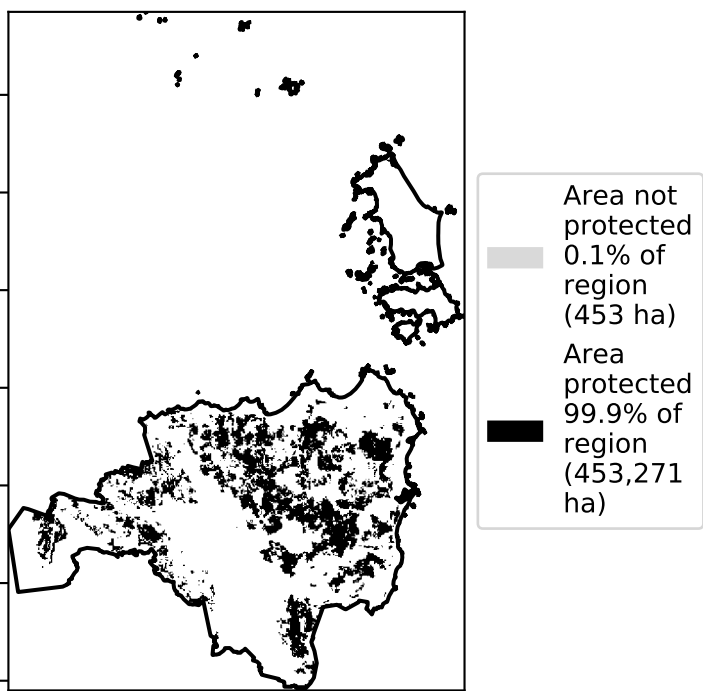 Area not
protected
0.1% of
region
(453 ha)
Area
protected
99.9% of
region
(453,271
ha)